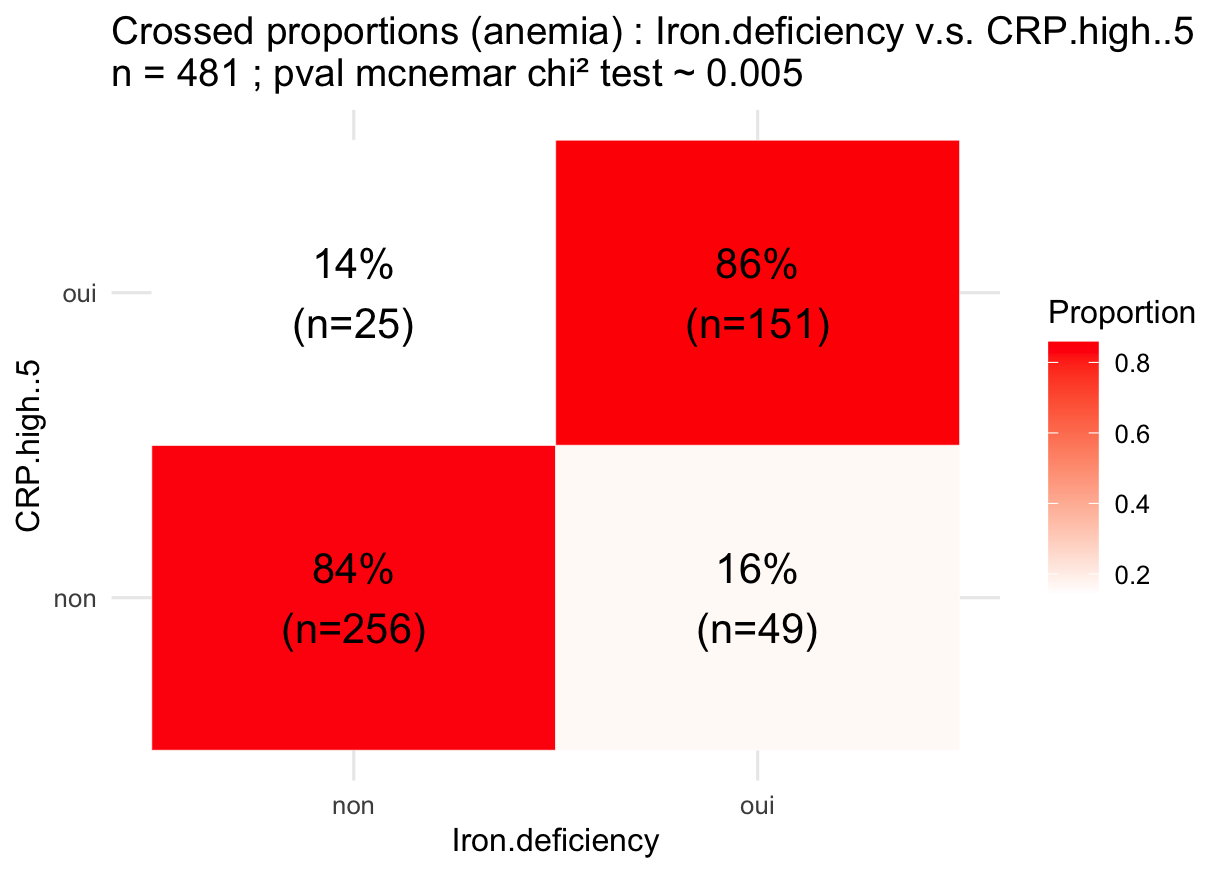 Crossed proportions (anemia) : Iron.deficiency v.s. CRP.high..5
n = 481 ; pval mcnemar chi² test ~ 0.005
14%
(n=25)
86%
(n=151)
84%
(n=256)
16%
(n=49)
oui
non
CRP.high..5
non
oui
Iron.deficiency
Proportion
0.8
0.6
0.4
0.2